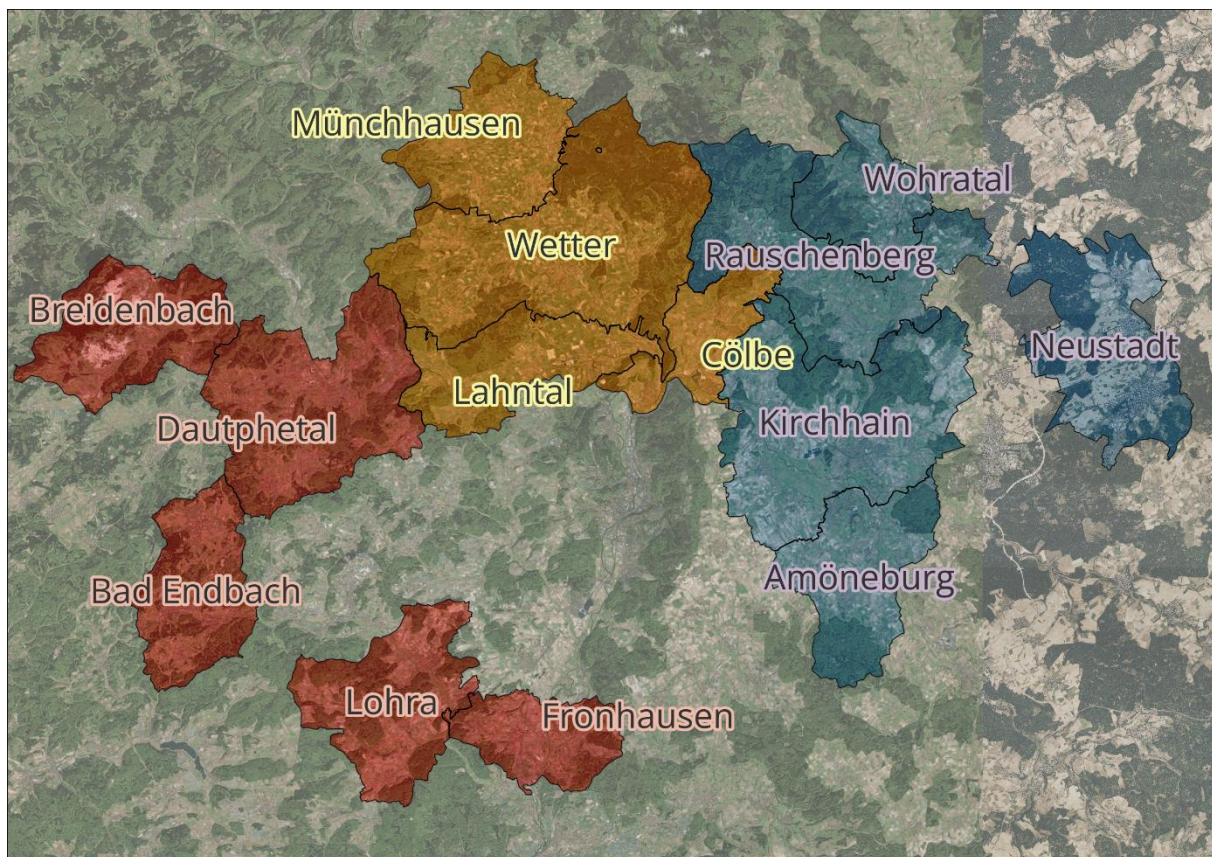 Münchhausen
Wohratal
Wetter
Rauschenberg
Breidenbach
Neustadt
Cölbe
Lahntal
Dautphetal
Kirchhain
Amöneburg
Bad Endbach
Lohra
Fronhausen